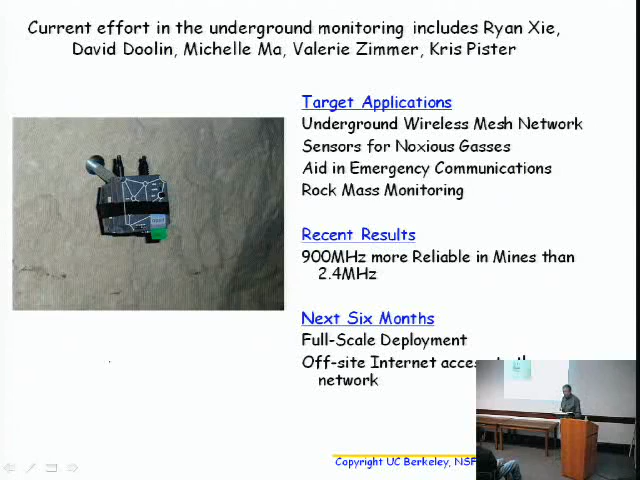 Current effort in the underground monitoring includes Ryan Xie,
David Doolin, Michelle Ma, Valerie Zimmer, Kris Pister
Target Applications
Underground Wireless Mesh Network
Sensors for Noxious Gasses
Aid in Emergency Communications
Rock Mass Monitoring
Recent Results
900MHz more Reliable in Mines than
2.4MHz
Next Six Months
Full-Scale Deployment
Off-site Internet access to the
network
Copyright UC Berkeley, NSF